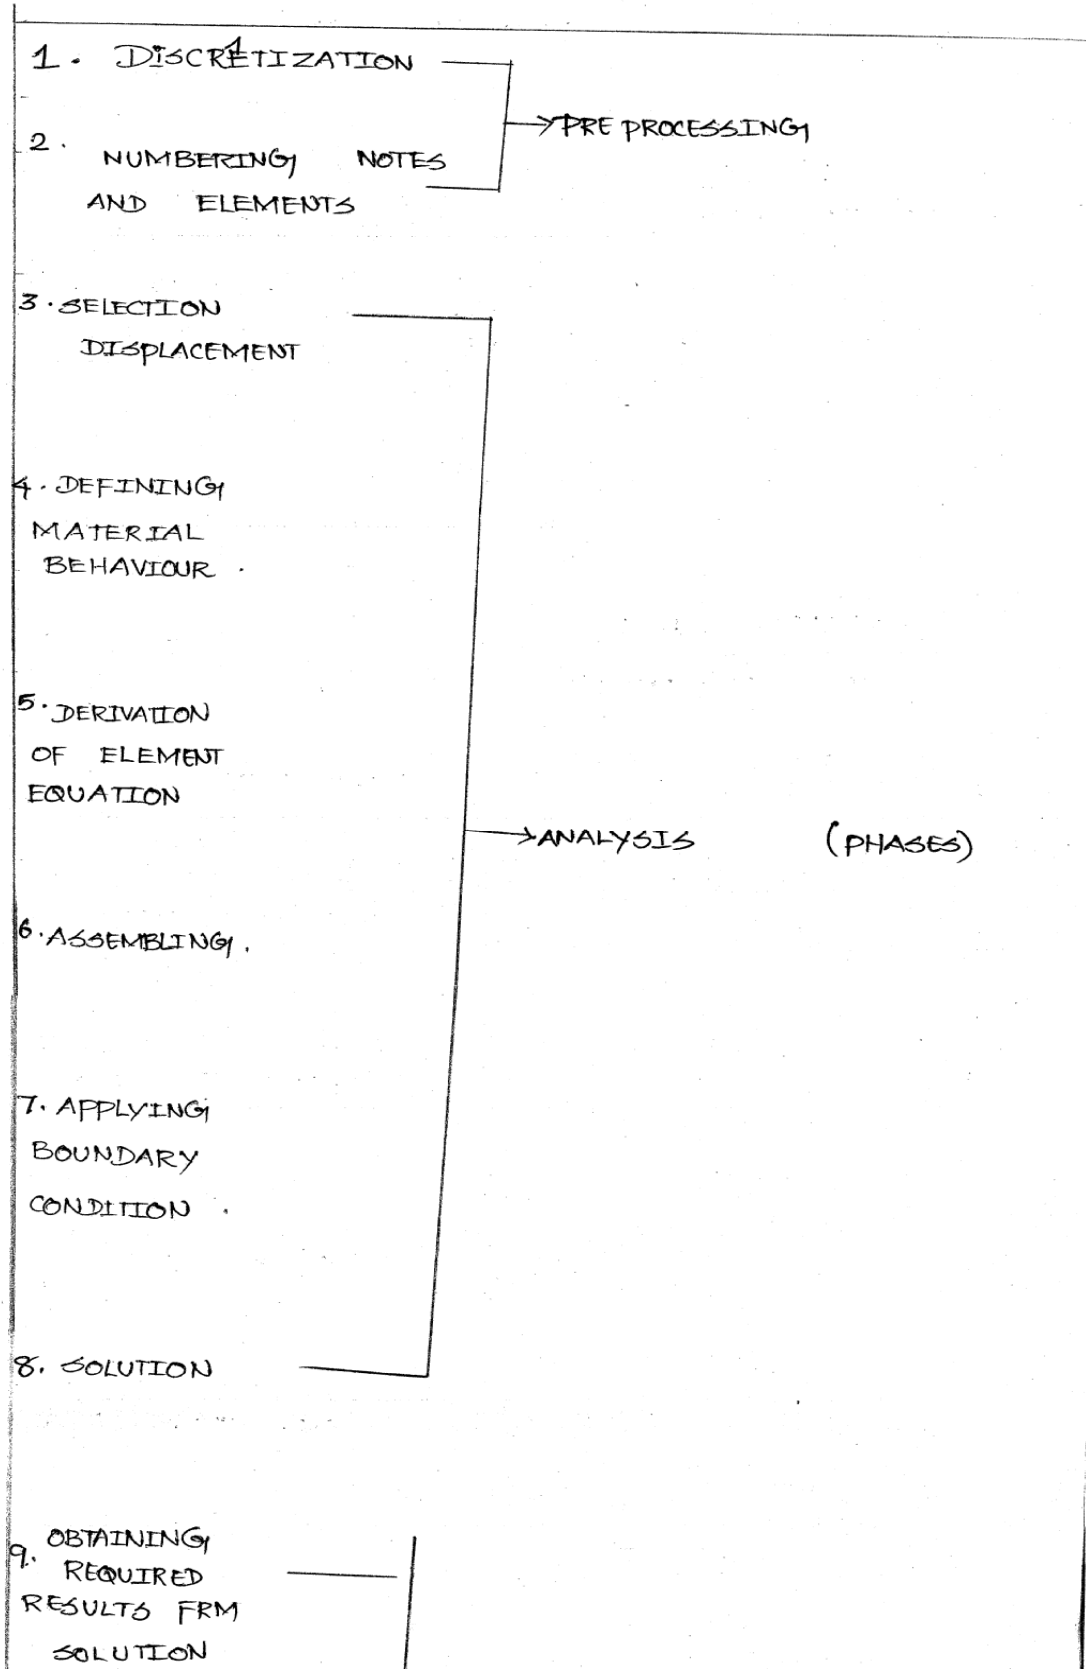 1. DISCRETIZATION
→ PRE PROCESSING
2. NUMBERING NOTES
AND ELEMENTS
3. SELECTION
DISPLACEMENT
4. DEFINING
MATERIAL
BEHAVIOUR.
5. DERIVATION
OF ELEMENT
EQUATION
→ ANALYSIS (PHASES)
6. ASSEMBLING.
7. APPLYING
BOUNDARY
CONDITION.
8. SOLUTION
9. OBTAINING
REQUIRED
RESULTS FRM
SOLUTION